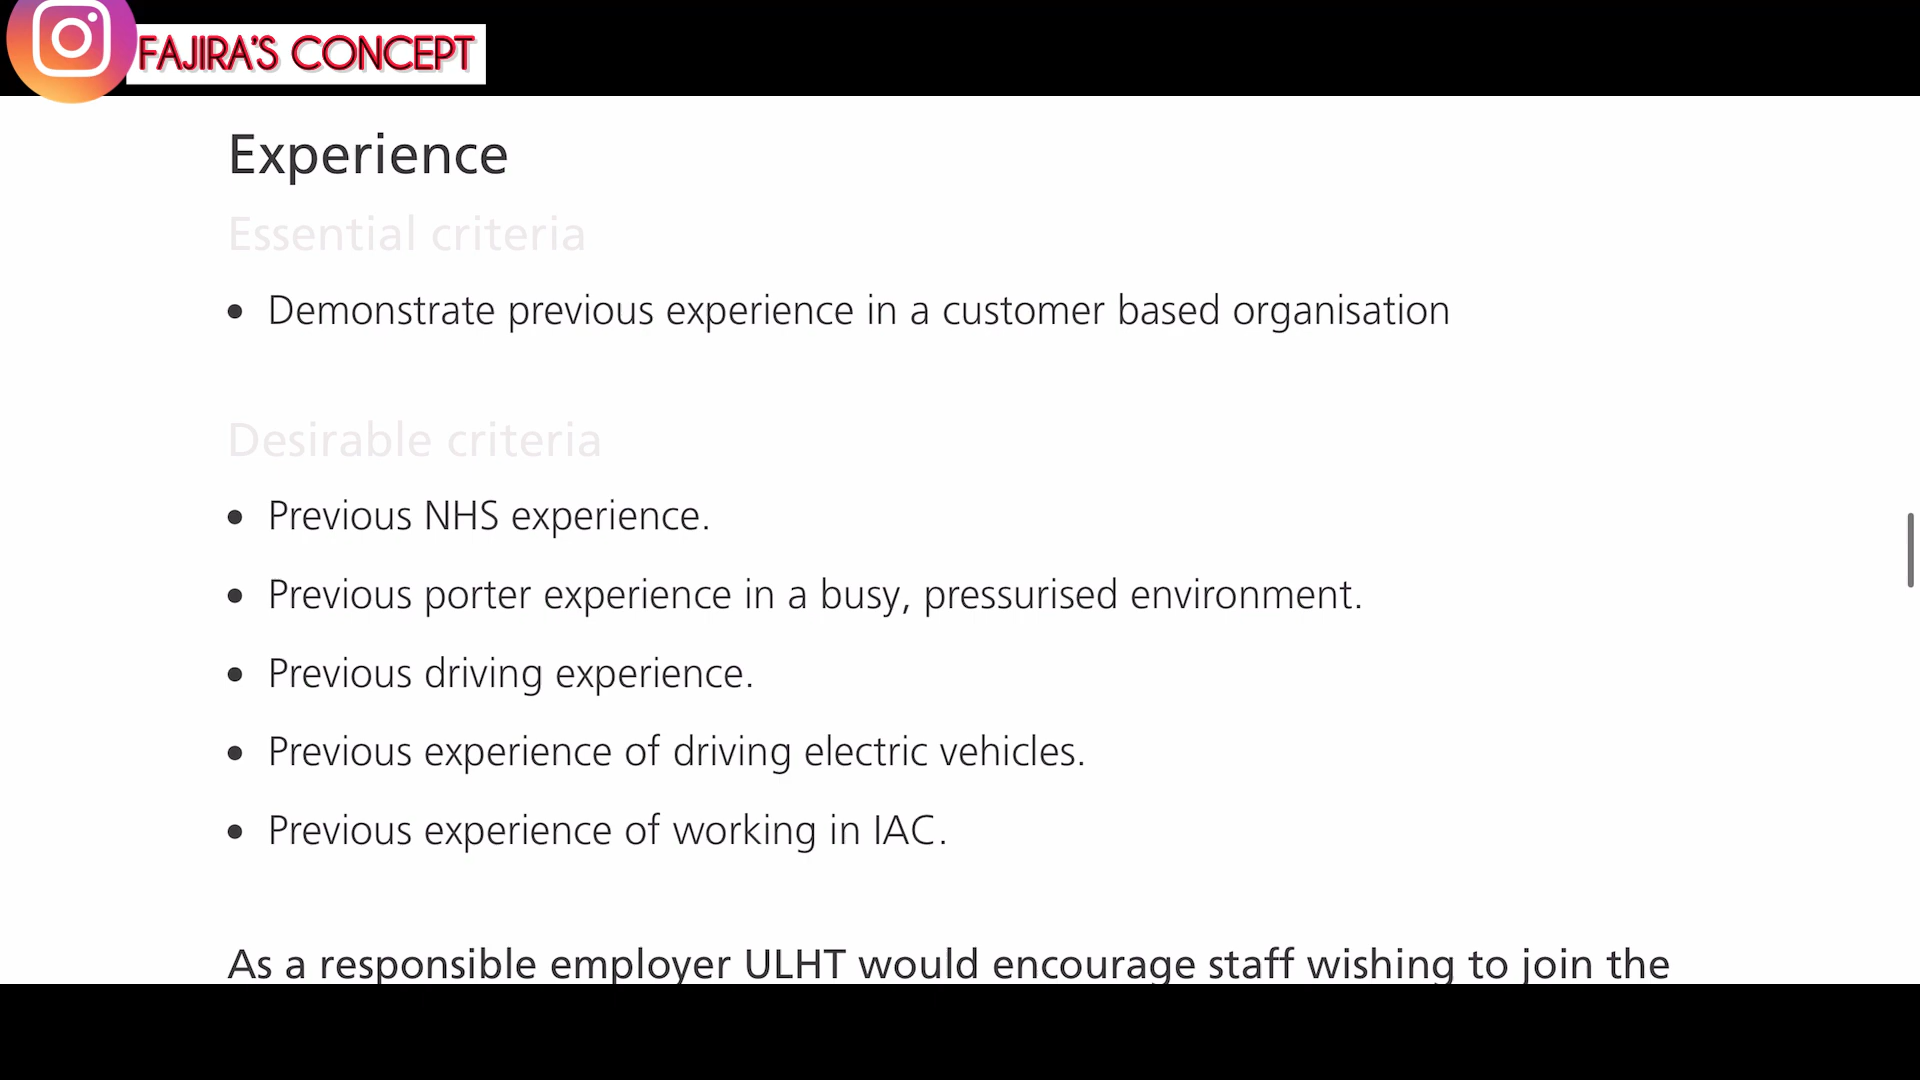 FAJIRA'S CONCEPT
Experience
Essential criteria
• Demonstrate previous experience in a customer based organisation
Desirable criteria
• Previous NHS experience.
• Previous porter experience in a busy, pressurised environment.
• Previous driving experience.
• Previous experience of driving electric vehicles.
• Previous experience of working in IAC.
As a responsible employer ULHT would encourage staff wishing to join the